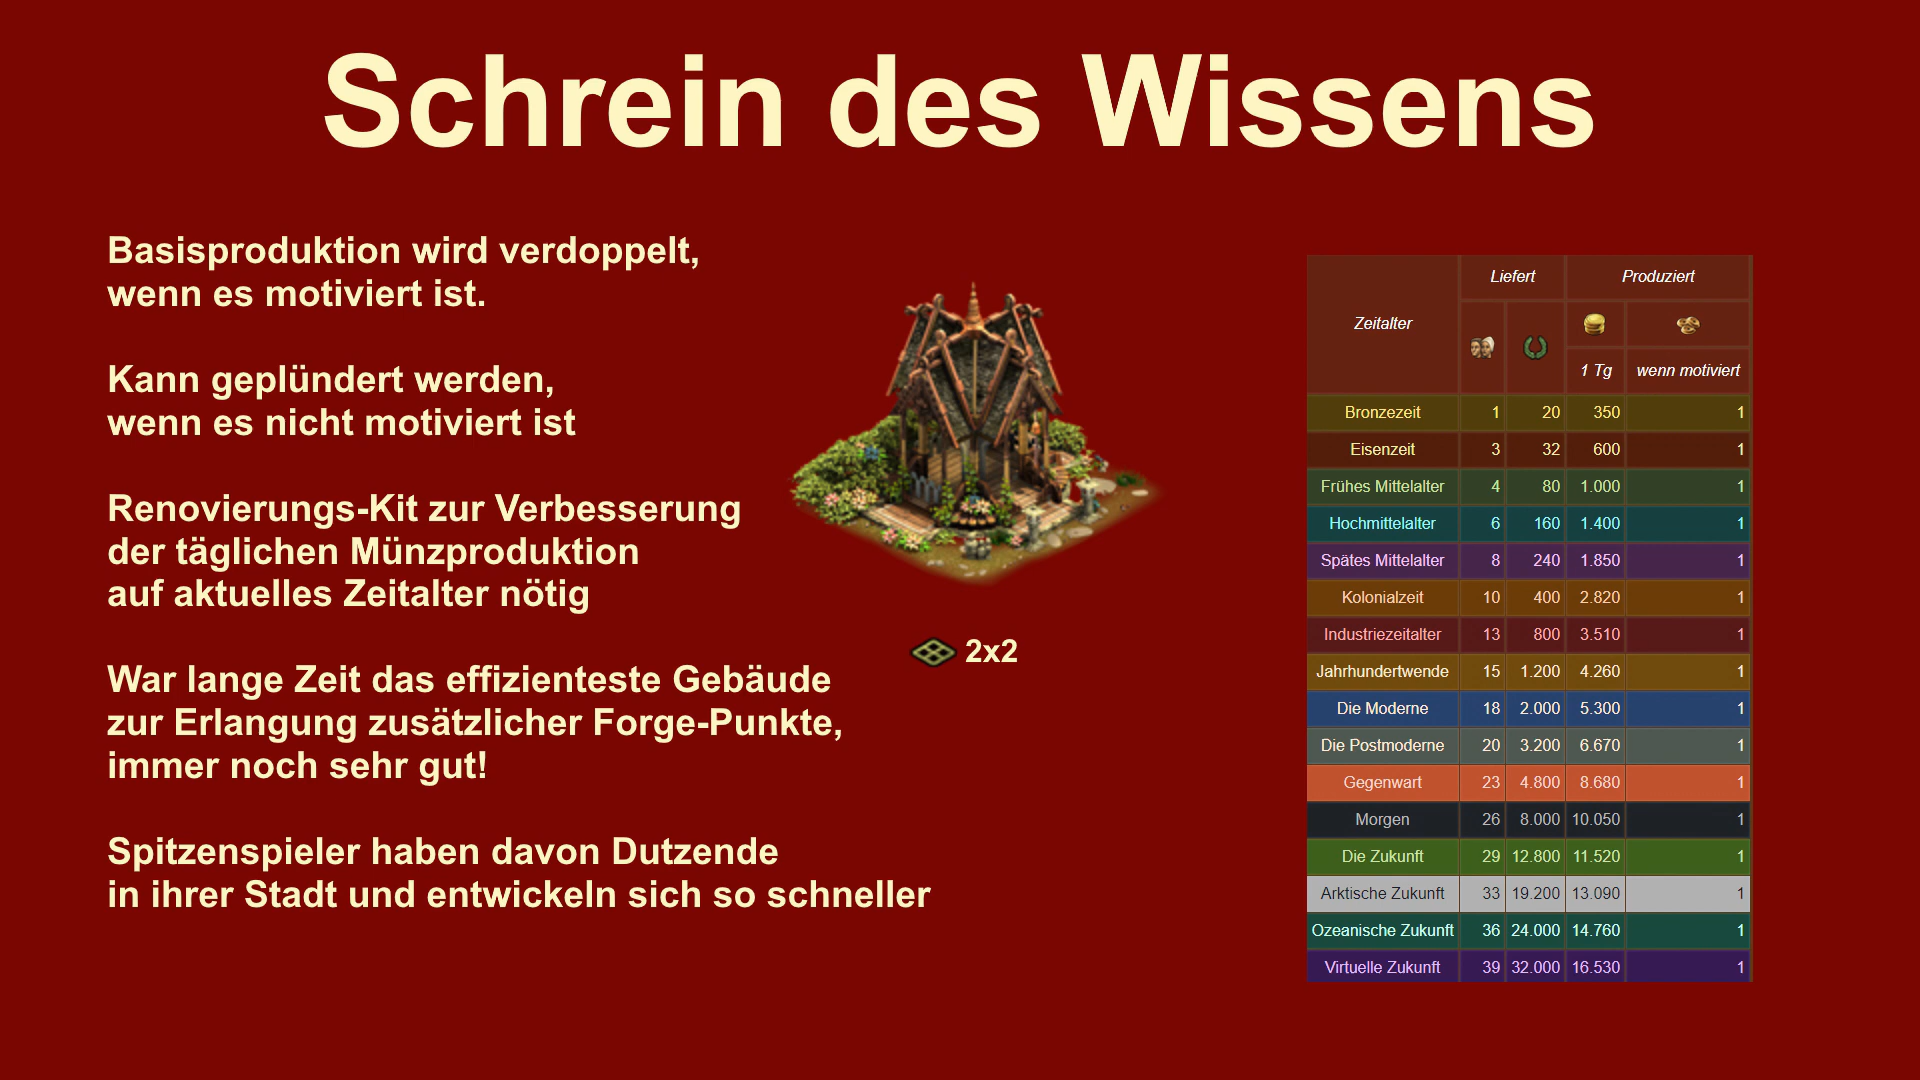 Schrein des Wissens
Basisproduktion wird verdoppelt,
wenn es motiviert ist.
Kann geplündert werden,
wenn es nicht motiviert ist
Renovierungs-Kit zur Verbesserung
der täglichen Münzproduktion
auf aktuelles Zeitalter nötig
War lange Zeit das effizienteste Gebäude
zur Erlangung zusätzlicher Forge-Punkte,
immer noch sehr gut!
Spitzenspieler haben davon Dutzende
in ihrer Stadt und entwickeln sich so schneller
2x2
Liefert Produziert
Zeitalter
1 Tg wenn motiviert
Bronzezeit 1 20 350 1
Eisenzeit 3 32 600 1
Frühes Mittelalter 4 80 1.000 1
Hochmittelalter 6 160 1.400 1
Spätes Mittelalter 8 240 1.850 1
Kolonialzeit 10 400 2.820 1
Industriezeitalter 13 800 3.510 1
Jahrhundertwende 15 1.200 4.260 1
Die Moderne 18 2.000 5.300 1
Die Postmoderne 20 3.200 6.670 1
Gegenwart 23 4.800 8.680 1
Morgen 26 8.000 10.050 1
Die Zukunft 29 12.800 11.520 1
Arktische Zukunft 33 19.200 13.090 1
Ozeanische Zukunft 36 24.000 14.760 1
Virtuelle Zukunft 39 32.000 16.530 1